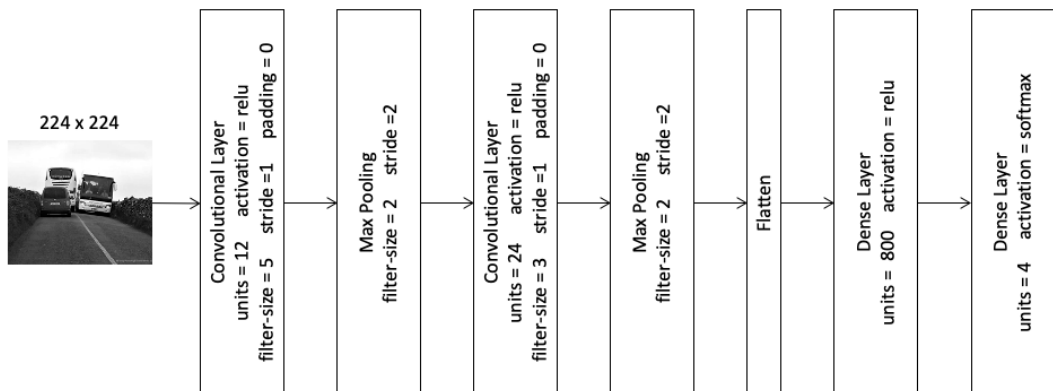 224 x 224
Convolutional Layer
units = 12 activation = relu
filter-size = 5 stride =1 padding = 0
Max Pooling
filter-size = 2 stride =2
Convolutional Layer
units = 24 activation = relu
filter-size = 3 stride =1 padding = 0
Max Pooling
filter-size = 2 stride =2
Flatten
Dense Layer
units = 800 activation = relu
Dense Layer
units = 4 activation = softmax